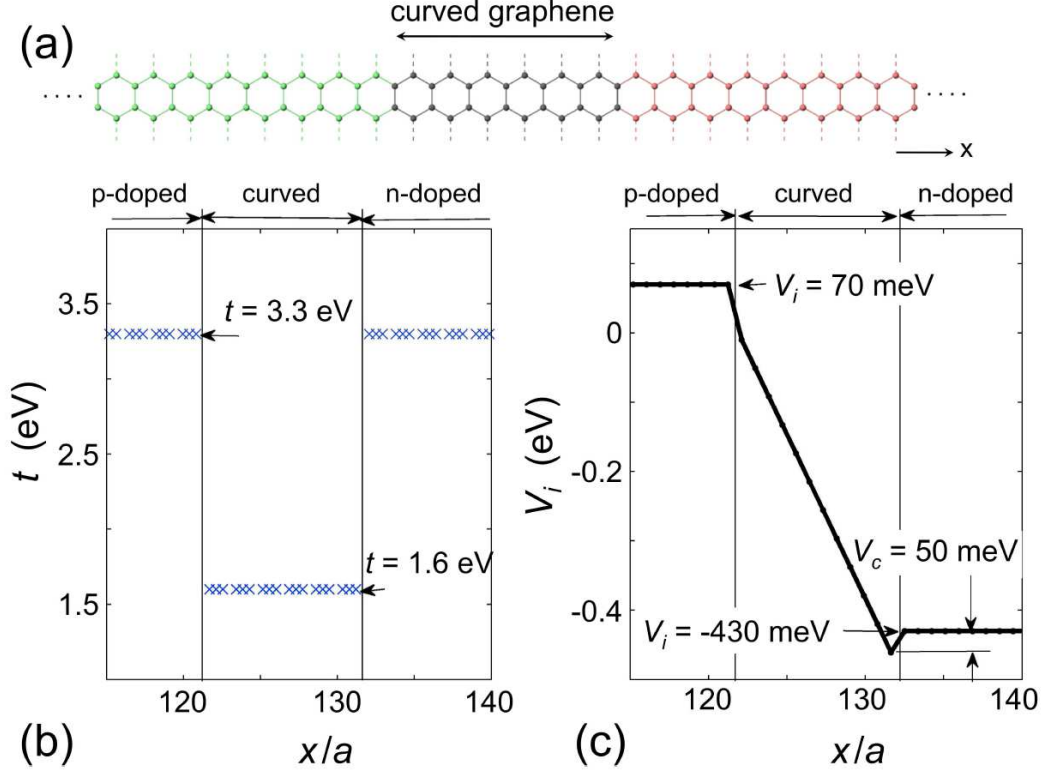 (a)
curved graphene
x
p-doped curved n-doped
t (eV)
3.5
2.5
1.5
t = 3.3 eV
t = 1.6 eV
120 130 140
x/a
(b)
p-doped curved n-doped
V_i (eV)
0
-0.2
-0.4
V_i = 70 meV
V_c = 50 meV
V_i = -430 meV
120 130 140
x/a
(c)